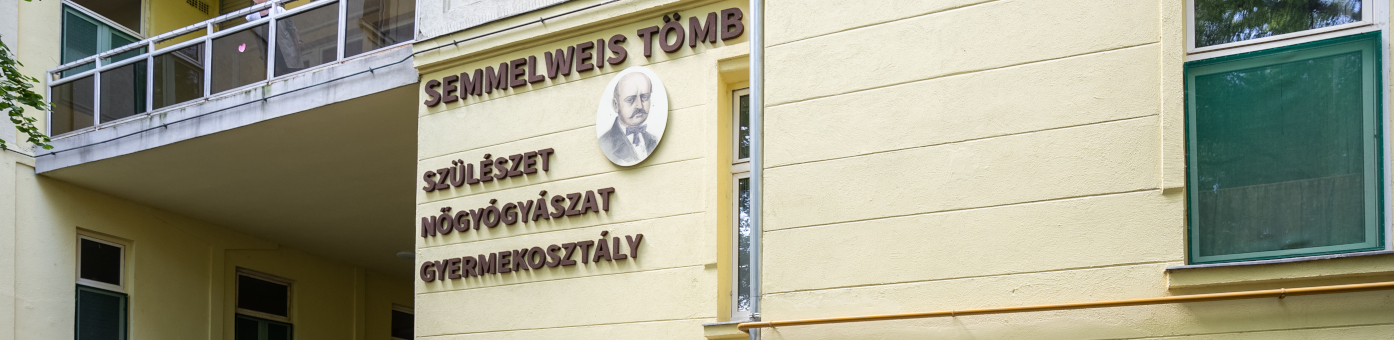 SEMMELWEIS TÖMB
SZÜLÉSZET
NŐGYÓGYÁSZAT
GYERMEKOSZTÁLY